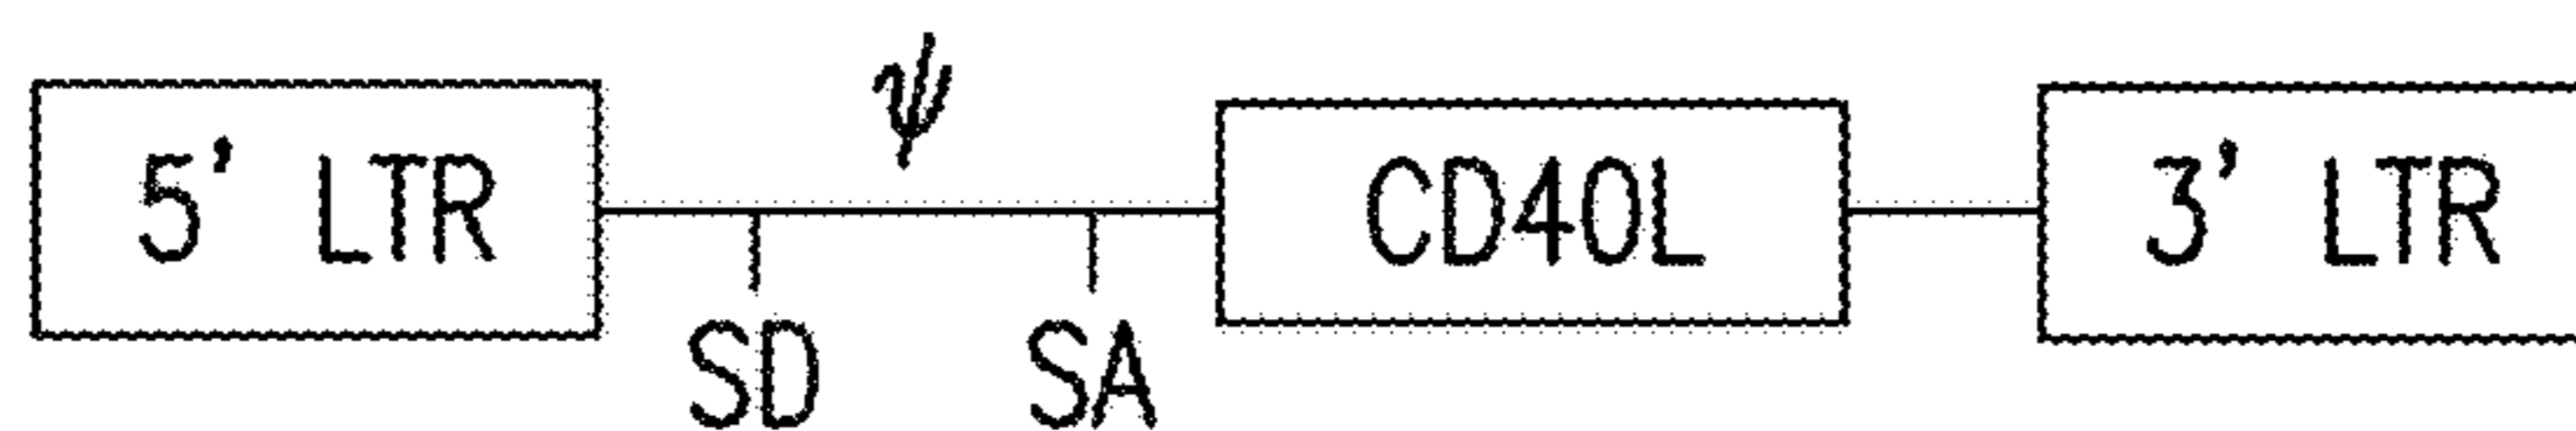 ψ
5' LTR CD40L 3' LTR
SD SA